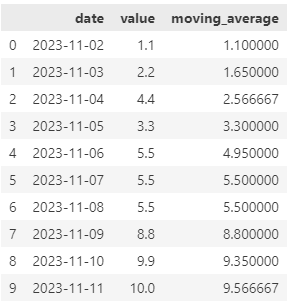 date value moving_average
0 2023-11-02 1.1 1.100000
1 2023-11-03 2.2 1.650000
2 2023-11-04 4.4 2.566667
3 2023-11-05 3.3 3.300000
4 2023-11-06 5.5 4.950000
5 2023-11-07 5.5 5.500000
6 2023-11-08 5.5 5.500000
7 2023-11-09 8.8 8.800000
8 2023-11-10 9.9 9.350000
9 2023-11-11 10.0 9.566667